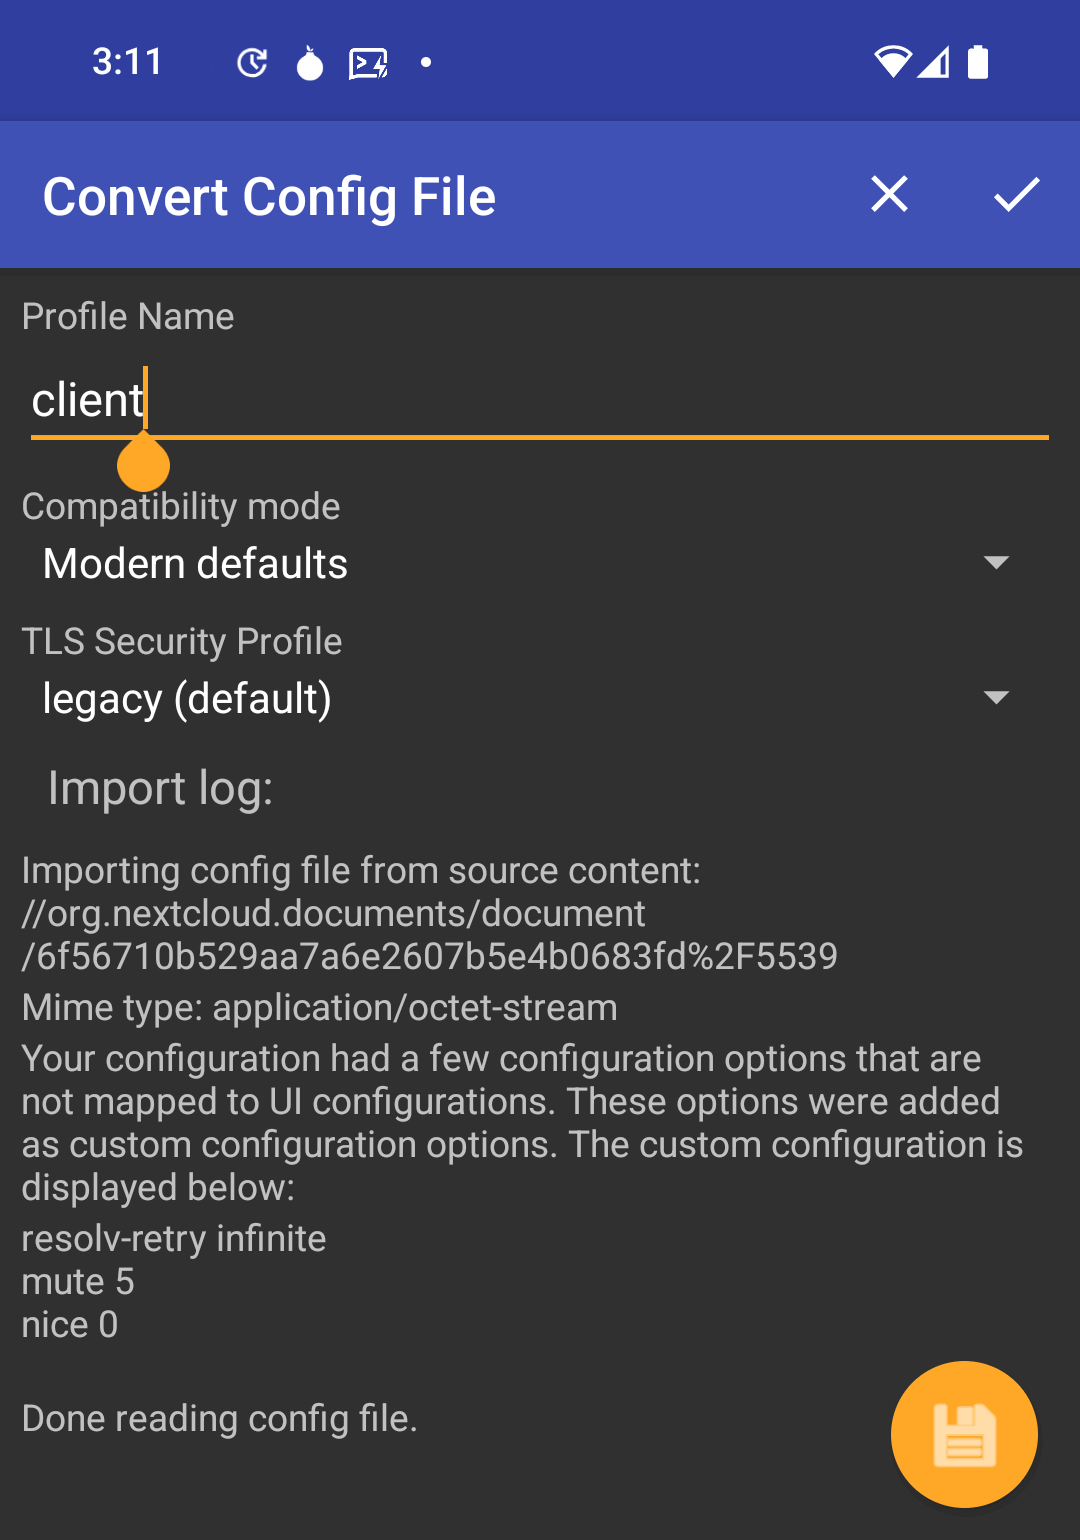 3:11
Convert Config File
Profile Name
client
Compatibility mode
Modern defaults
TLS Security Profile
legacy (default)
Import log:
Importing config file from source content:
//org.nextcloud.documents/document
/6f56710b529aa7a6e2607b5e4b0683fd%2F5539
Mime type: application/octet-stream
Your configuration had a few configuration options that are
not mapped to UI configurations. These options were added
as custom configuration options. The custom configuration is
displayed below:
resolv-retry infinite
mute 5
nice 0
Done reading config file.